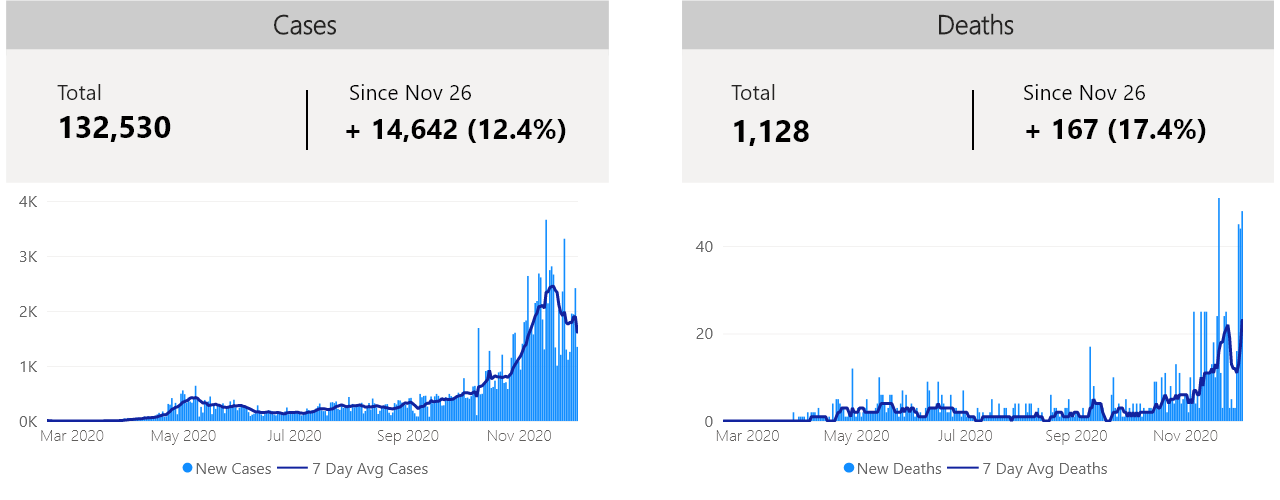 Cases
Total
132,530
Since Nov 26
+ 14,642 (12.4%)
4K
3K
2K
1K
0K
Mar 2020 May 2020 Jul 2020 Sep 2020 Nov 2020
New Cases 7 Day Avg Cases
Deaths
Total
1,128
Since Nov 26
+ 167 (17.4%)
40
20
0
Mar 2020 May 2020 Jul 2020 Sep 2020 Nov 2020
New Deaths 7 Day Avg Deaths